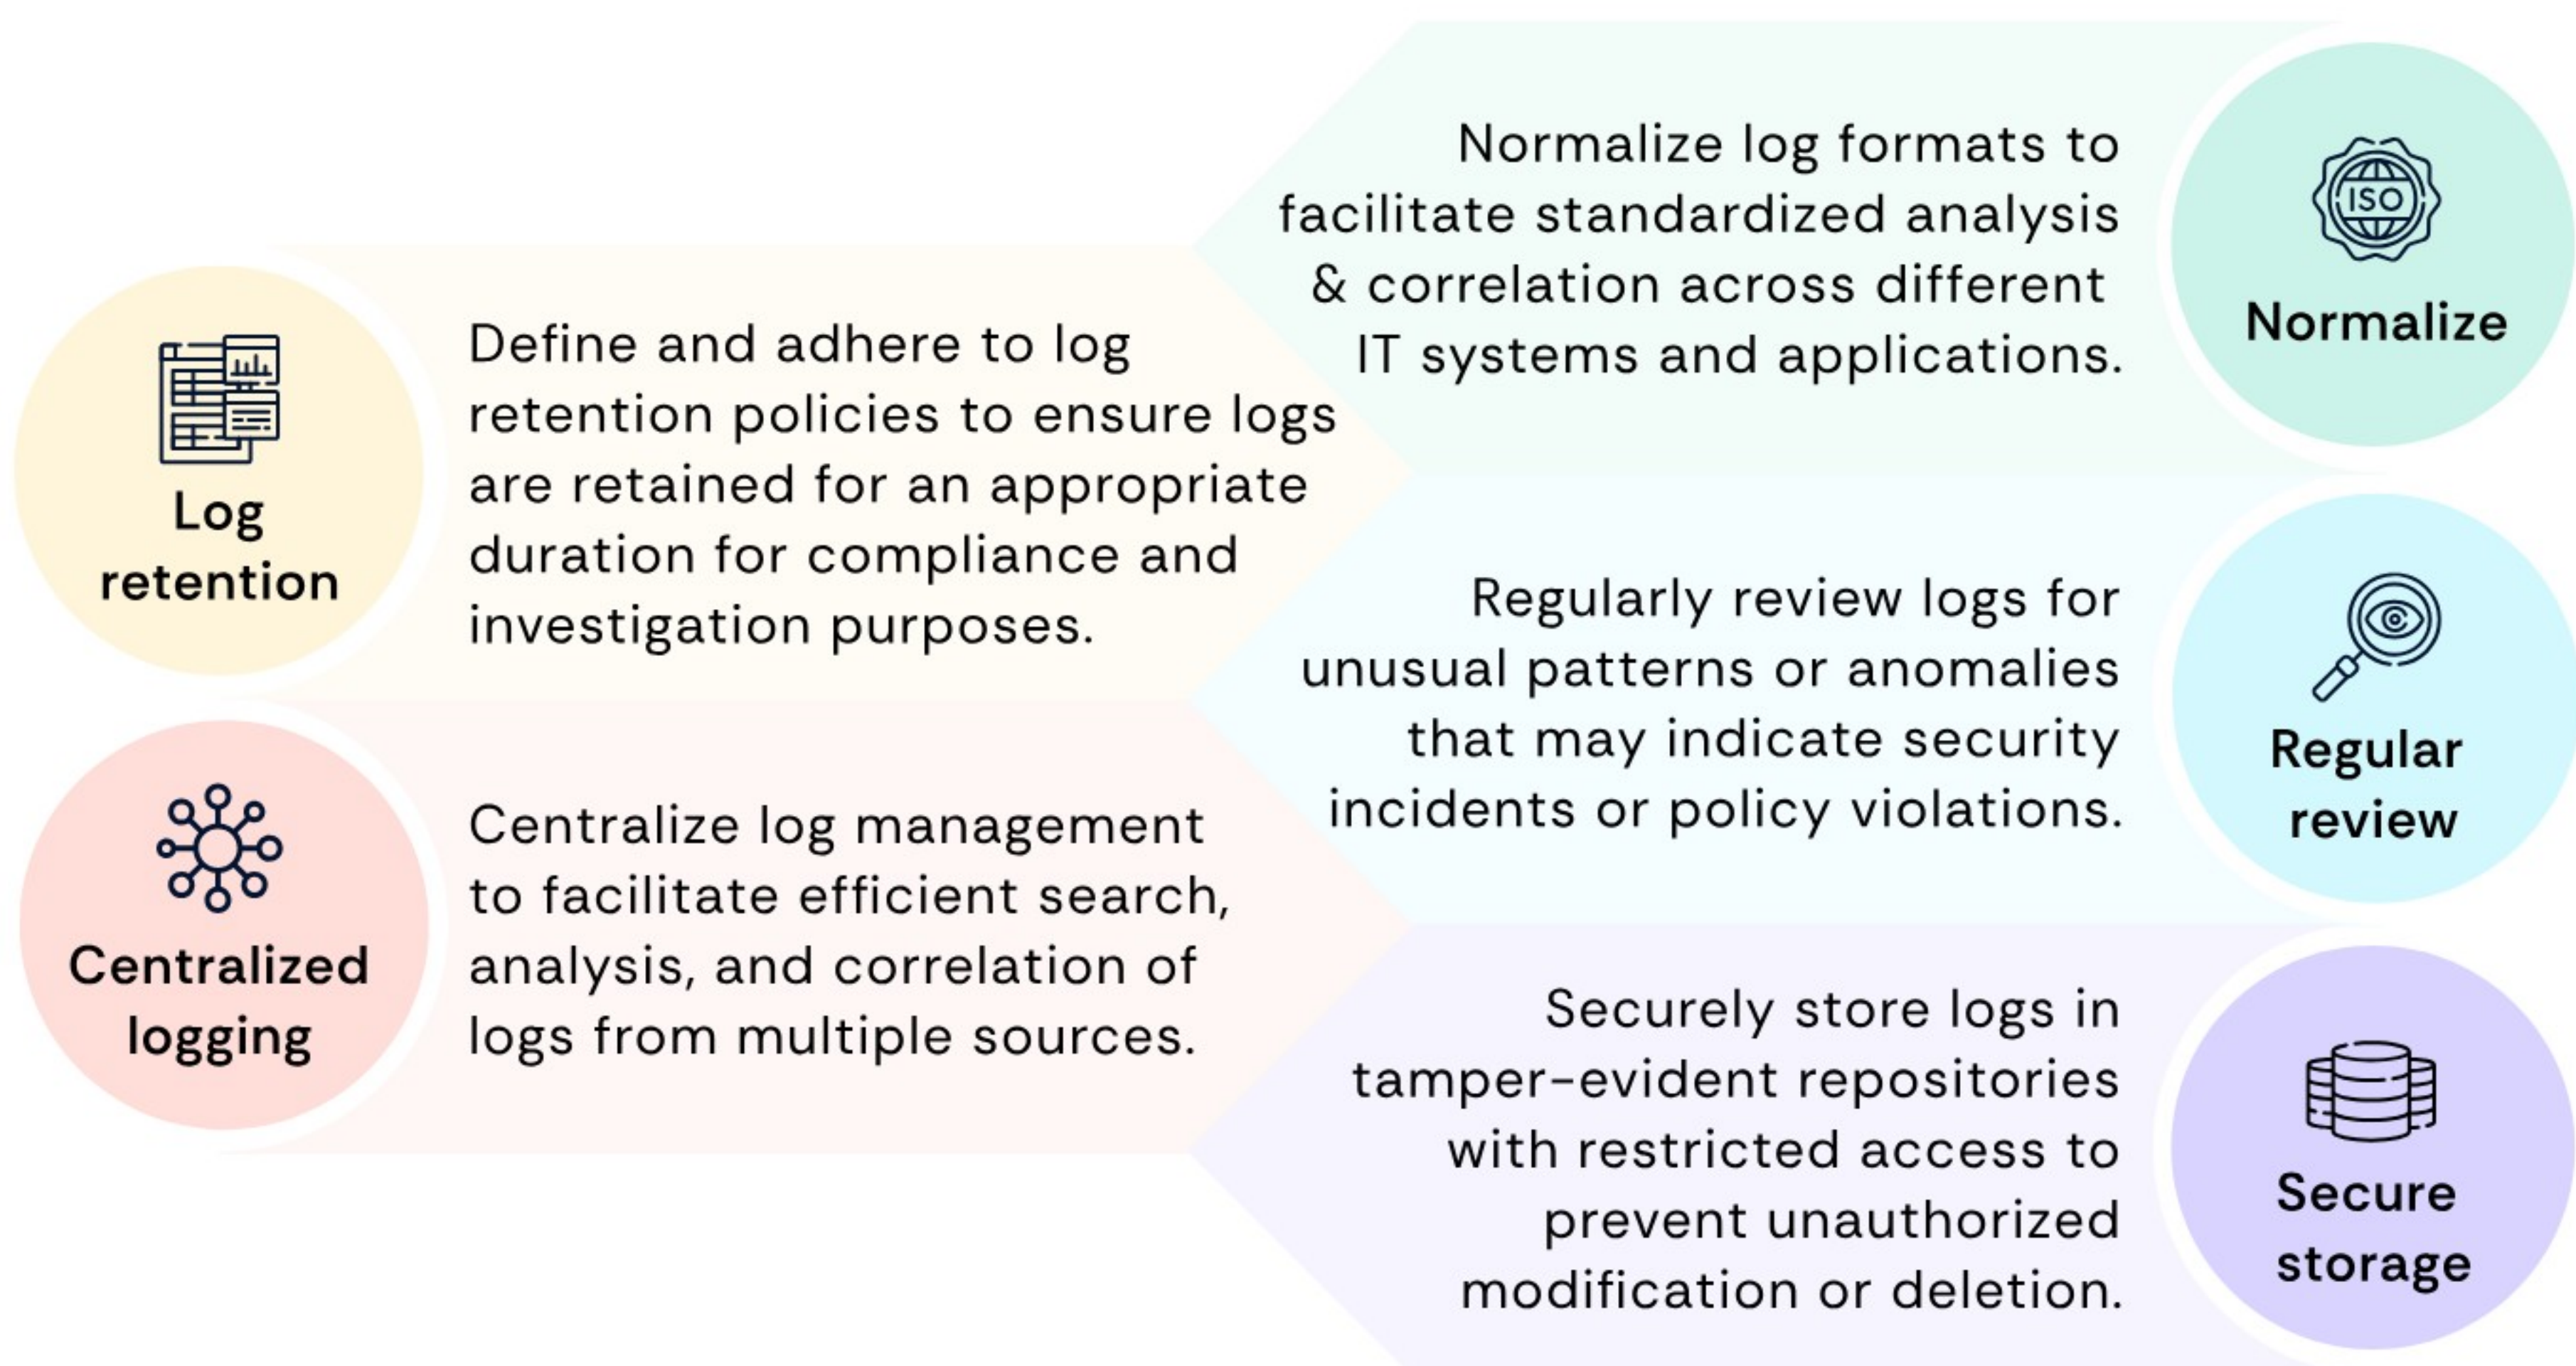 Normalize log formats to
facilitate standardized analysis
& correlation across different
IT systems and applications.
ISO
Normalize
Log
retention
Define and adhere to log
retention policies to ensure logs
are retained for an appropriate
duration for compliance and
investigation purposes.
Regularly review logs for
unusual patterns or anomalies
that may indicate security
incidents or policy violations.
Regular
review
Centralized
logging
Centralize log management
to facilitate efficient search,
analysis, and correlation of
logs from multiple sources.
Securely store logs in
tamper-evident repositories
with restricted access to
prevent unauthorized
modification or deletion.
Secure
storage